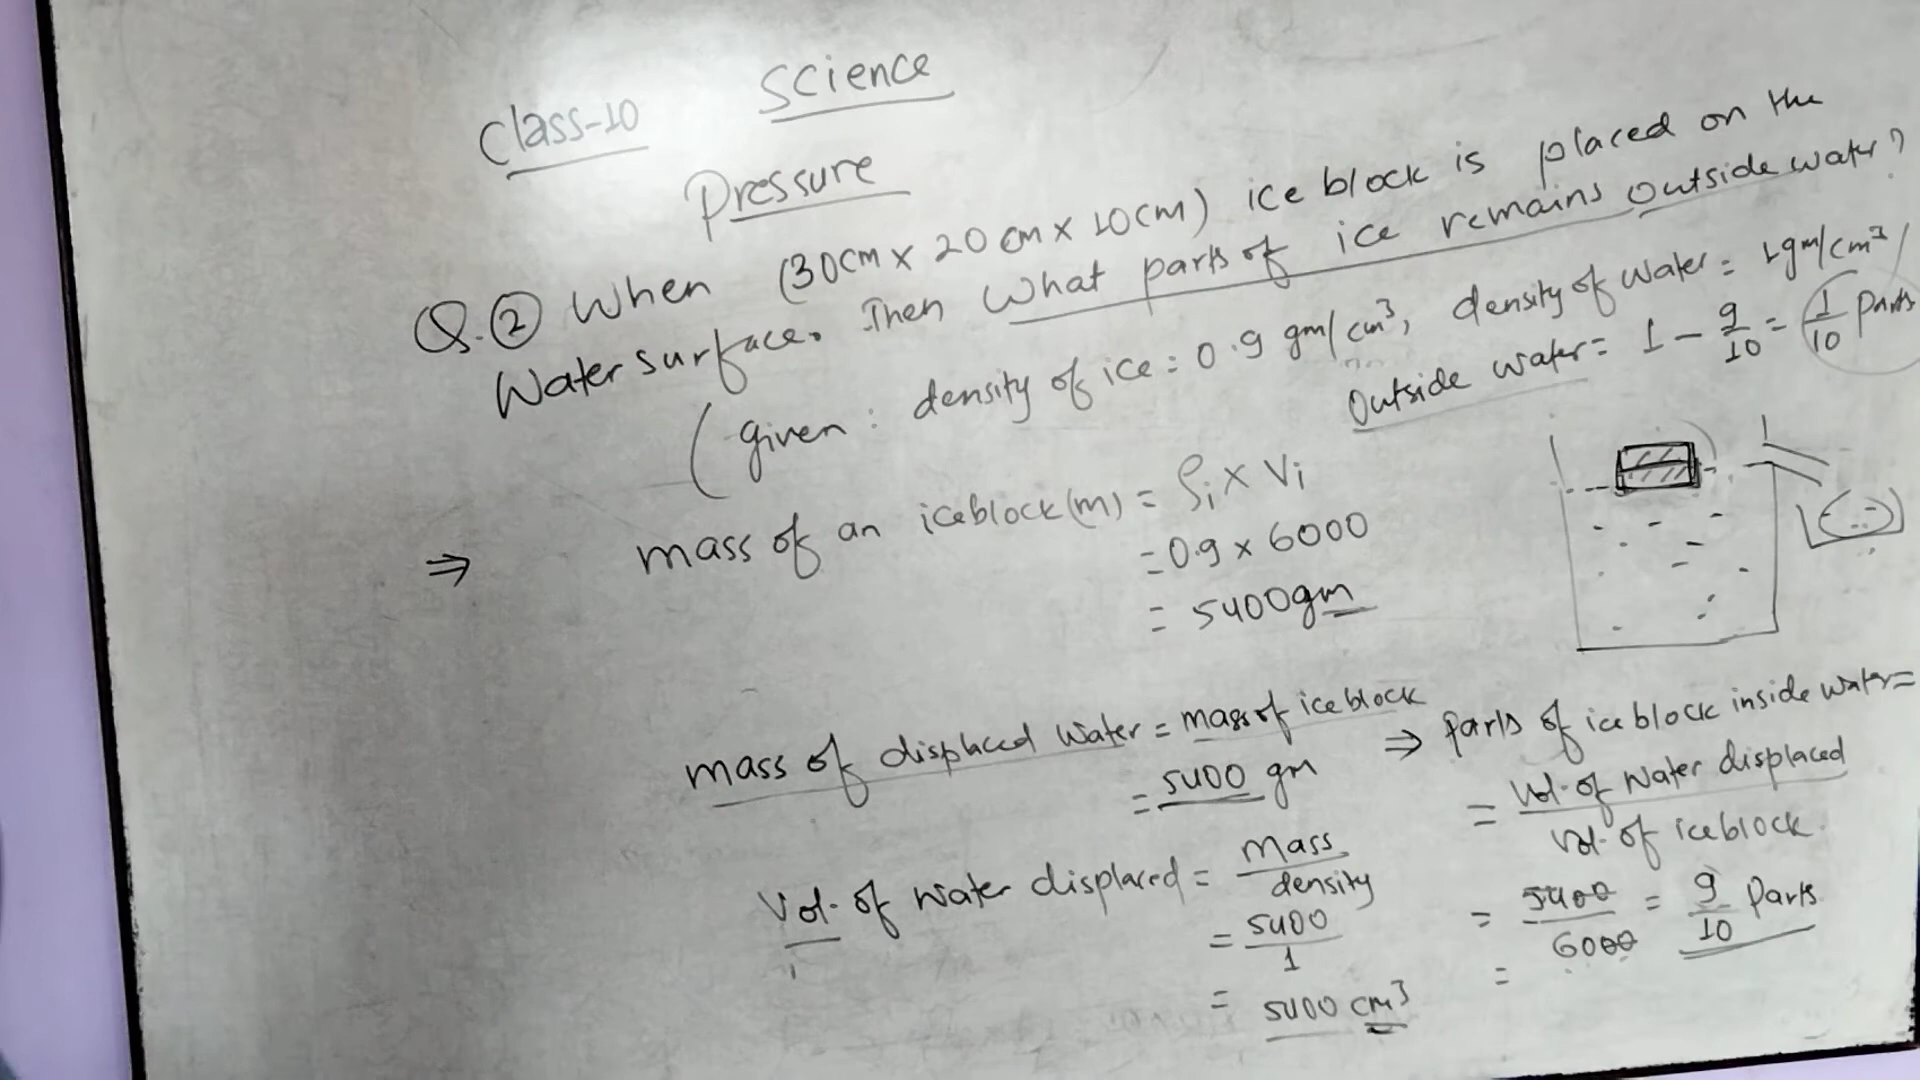 Class-10 Science
Pressure
Q.② When (30cm x 20cm x 10cm) ice block is placed on the
Water surface. Then What parts of ice remains outside water?
(given: density of ice: 0.9 gm/cm³, density of water = 1gm/cm³)
Outside water = 1 - 9/10 = 1/10 parts
⇒ mass of an iceblock(m) = ρi x Vi
= 0.9 x 6000
= 5400gm
mass of displaced water = mass of iceblock
= 5400 gm
Vol. of water displaced = mass/density
= 5400/1
= 5400 cm³
⇒ parts of iceblock inside water =
= Vol. of water displaced/Vol. of iceblock
= 5400/6000 = 9/10 Parts
=